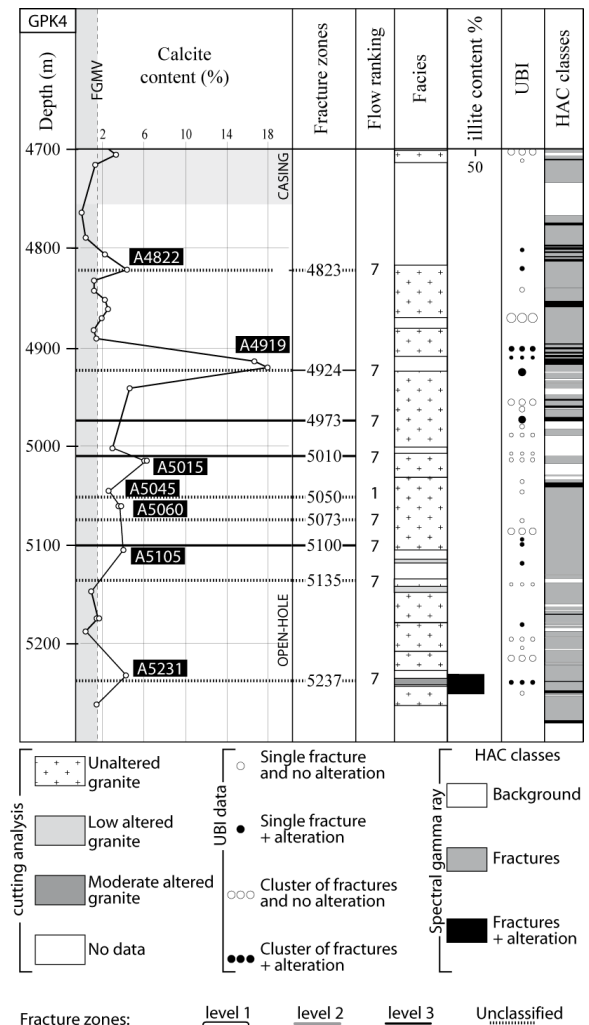 GPK4
Depth (m)
FGMV
Calcite
content (%)
Fracture zones
Flow ranking
Facies
illite content %
UBI
HAC classes
2 6 10 14 18
50
4700
CASING
4800
A4822
4823 7
4900
A4919
4924 7
4973 7
5000
5010 7
A5015
A5045
5050 1
A5060
5073 7
5100
5100 7
A5105
5135 7
OPEN-HOLE
5200
A5231
5237 7
cutting analysis
Unaltered
granite
Low altered
granite
Moderate altered
granite
No data
UBI data
Single fracture
and no alteration
Single fracture
+ alteration
Cluster of fractures
and no alteration
Cluster of fractures
+ alteration
Spectral gamma ray
HAC classes
Background
Fractures
Fractures
+ alteration
Fracture zones: level 1 level 2 level 3 Unclassified